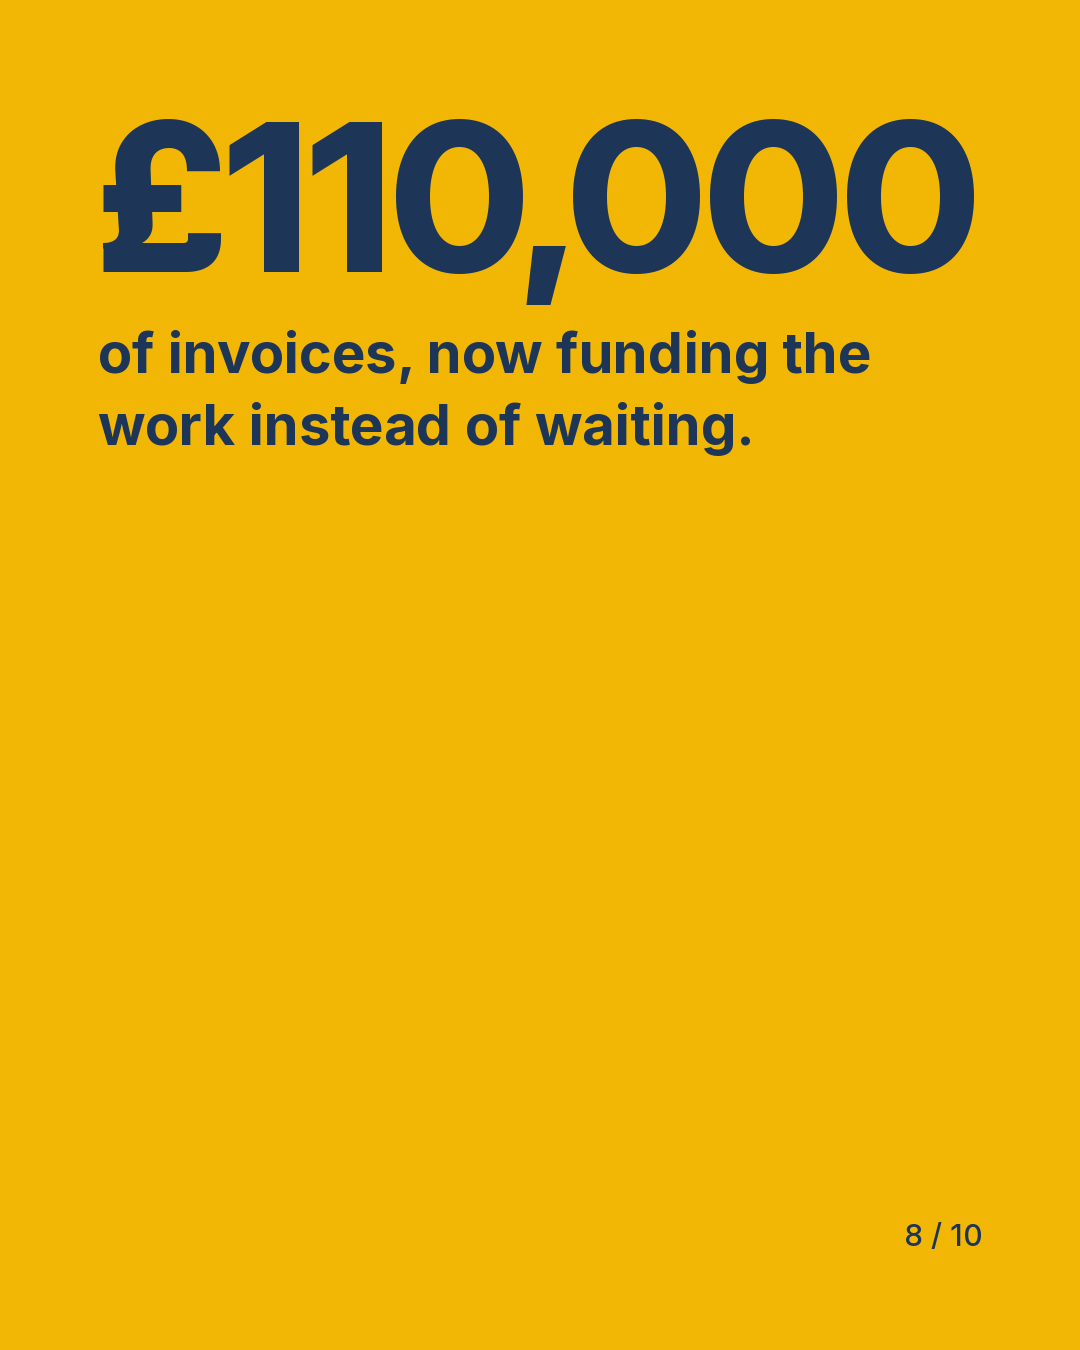 £110,000
of invoices, now funding the
work instead of waiting.
8 / 10